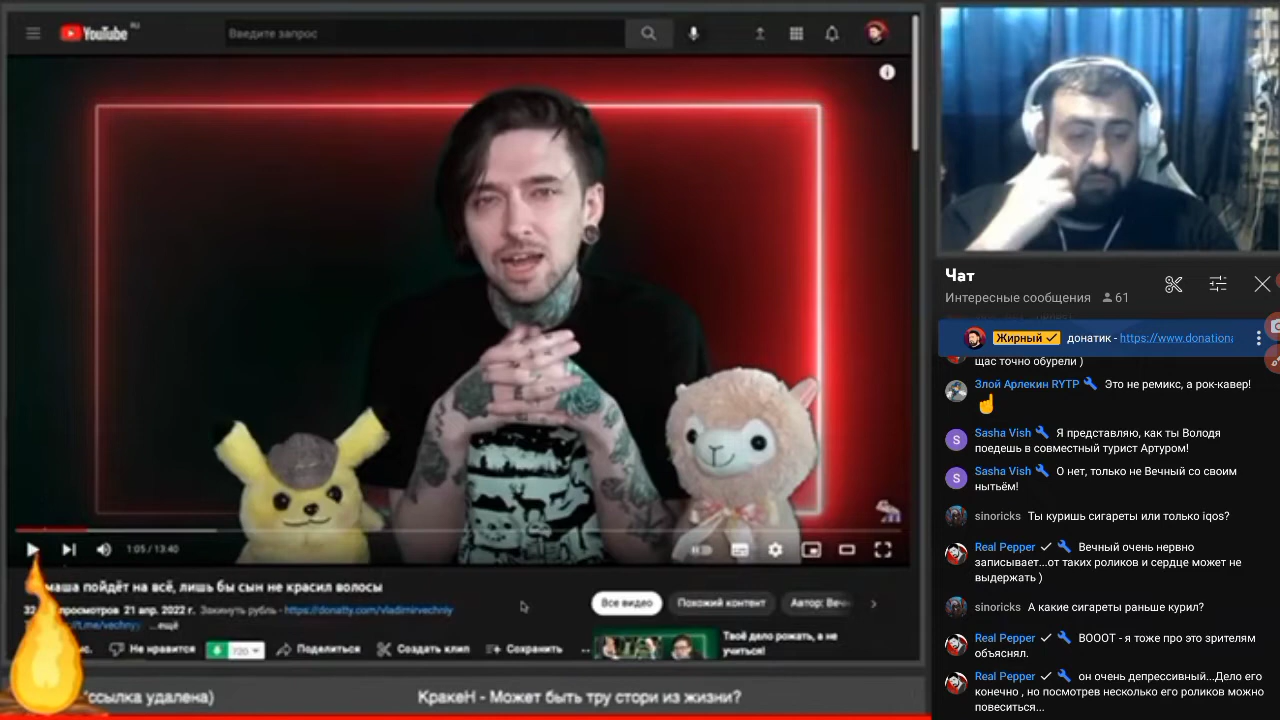 YouTube RU
Введите запрос
1:05 / 13:40
маша пойдёт на всё, лишь бы сын не красил волосы
просмотров 21 апр. 2022 г. Закинуть рубль - https://donatty.com/vladimirvechniy
...ещё
Не нравится
720
Поделиться
Создать клип
Сохранить
Все видео
Похожий контент
Автор: Веч
Твоё дело рожать, а не
учиться!
ссылка удалена)
КракеН - Может быть тру стори из жизни?
Чат
Интересные сообщения
61
Жирный донатик - https://www.donationa
щас точно обурели )
Злой Арлекин RYTP Это не ремикс, а рок-кавер!
S
Sasha Vish Я представляю, как ты Володя
поедешь в совместный турист Артуром!
S
Sasha Vish О нет, только не Вечный со своим
нытьём!
sinoricks Ты куришь сигареты или только iqos?
Real Pepper Вечный очень нервно
записывает...от таких роликов и сердце может не
выдержать )
sinoricks А какие сигареты раньше курил?
Real Pepper ВОООТ - я тоже про это зрителям
объяснял.
Real Pepper он очень депрессивный...Дело его
конечно , но посмотрев несколько его роликов можно
повеситься...